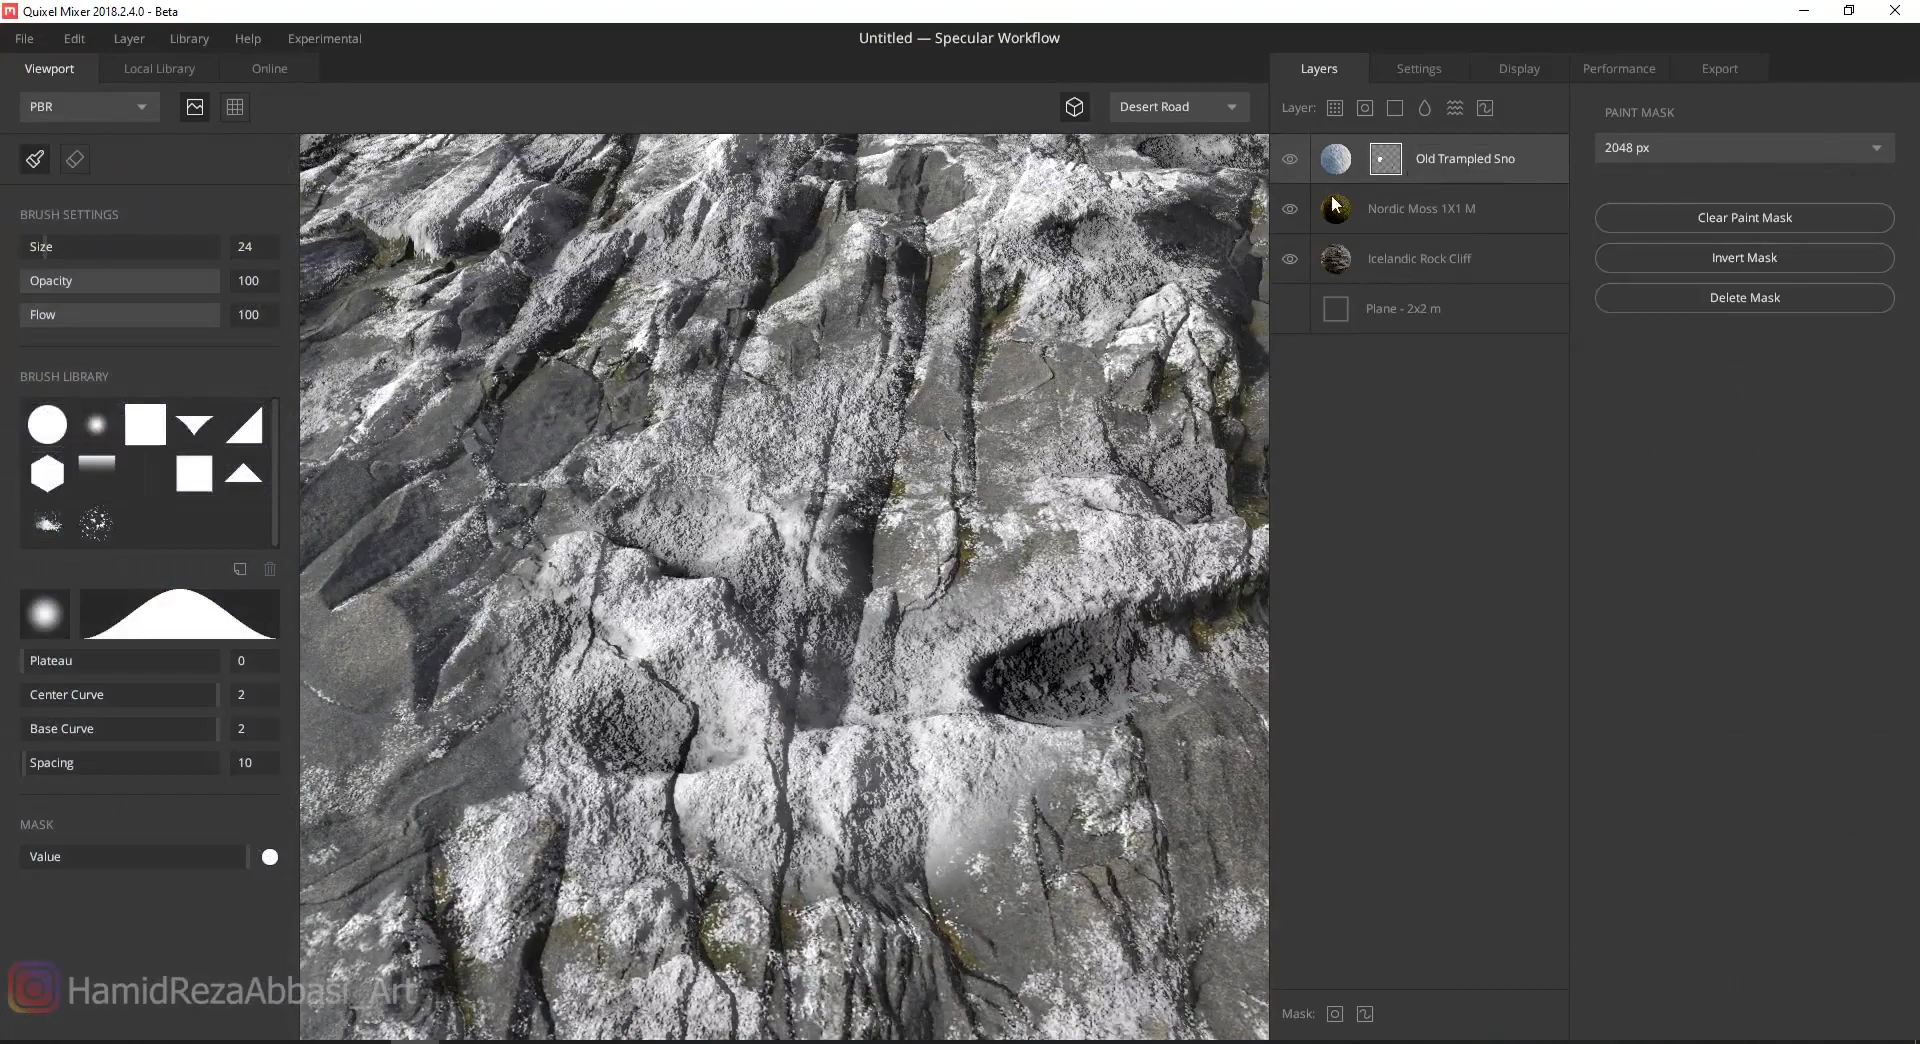 Quixel Mixer 2018.2.4.0 - Beta
File Edit Layer Library Help Experimental
Untitled — Specular Workflow
Viewport Local Library Online
Layers Settings Display Performance Export
PBR
Desert Road
Layer:
PAINT MASK
2048 px
Old Trampled Sno
Nordic Moss 1X1 M
Icelandic Rock Cliff
Plane - 2x2 m
Clear Paint Mask
Invert Mask
Delete Mask
BRUSH SETTINGS
Size 24
Opacity 100
Flow 100
BRUSH LIBRARY
Plateau 0
Center Curve 2
Base Curve 2
Spacing 10
MASK
Value
HamidRezaAbbasi_Art
Mask: